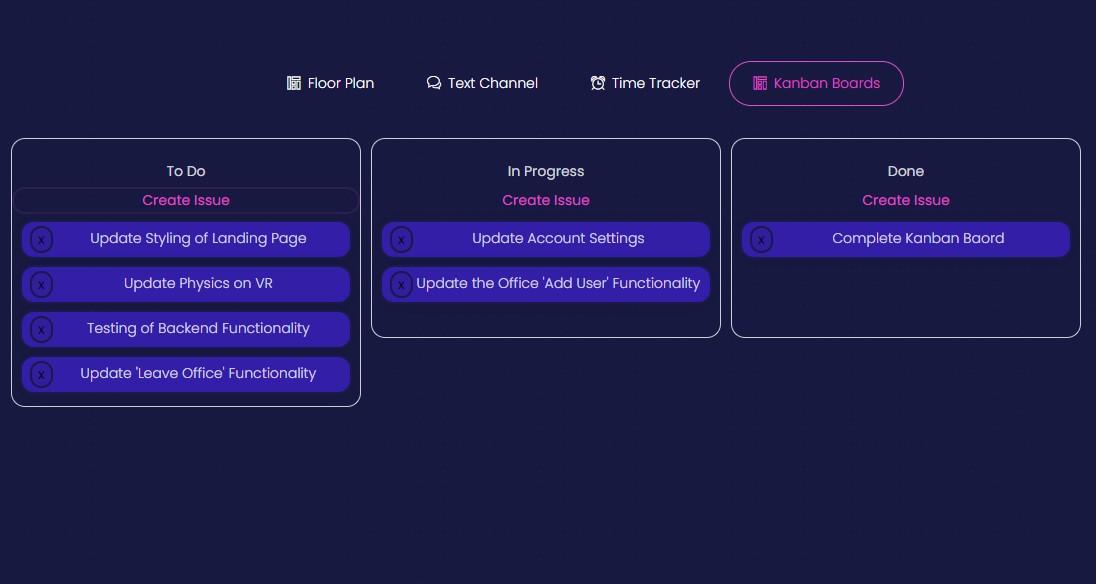 Floor Plan
Text Channel
Time Tracker
Kanban Boards
To Do
Create Issue
x Update Styling of Landing Page
x Update Physics on VR
x Testing of Backend Functionality
x Update 'Leave Office' Functionality
In Progress
Create Issue
x Update Account Settings
x Update the Office 'Add User' Functionality
Done
Create Issue
x Complete Kanban Baord